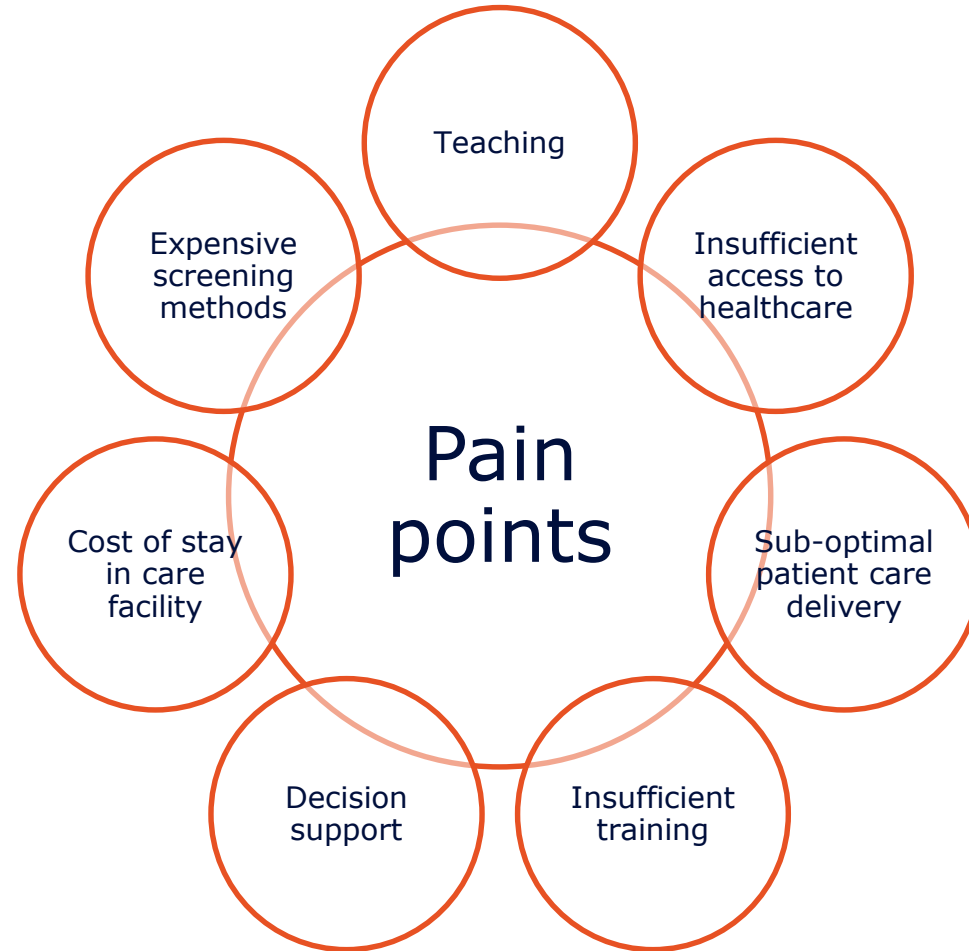 Teaching
Insufficient
access to
healthcare
Sub-optimal
patient care
delivery
Insufficient
training
Decision
support
Cost of stay
in care
facility
Expensive
screening
methods
Pain
points